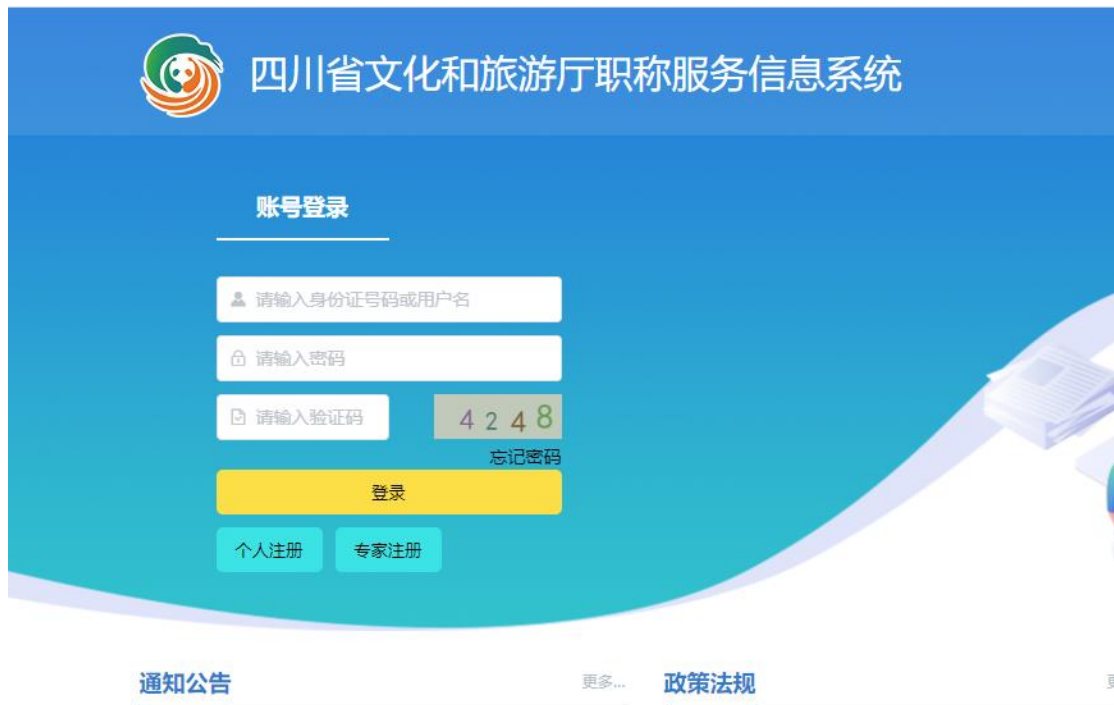 四川省文化和旅游厅职称服务信息系统
账号登录
请输入身份证号码或用户名
请输入密码
请输入验证码 4248
忘记密码
登录
个人注册 专家注册
通知公告 更多... 政策法规